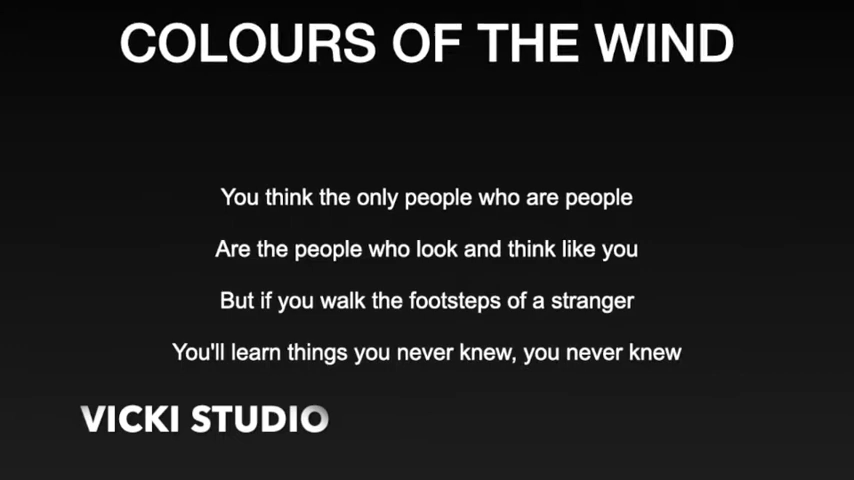 COLOURS OF THE WIND
You think the only people who are people
Are the people who look and think like you
But if you walk the footsteps of a stranger
You'll learn things you never knew, you never knew
VICKI STUDIO